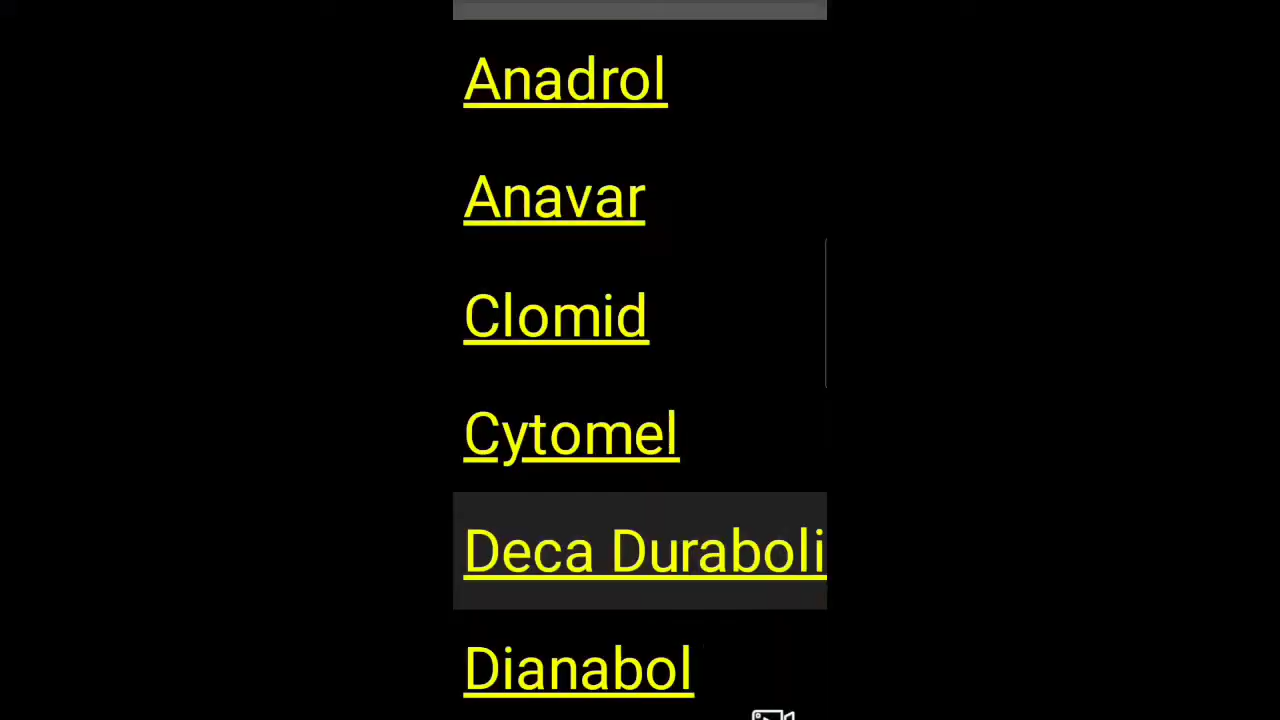 Anadrol
Anavar
Clomid
Cytomel
Deca Duraboli
Dianabol